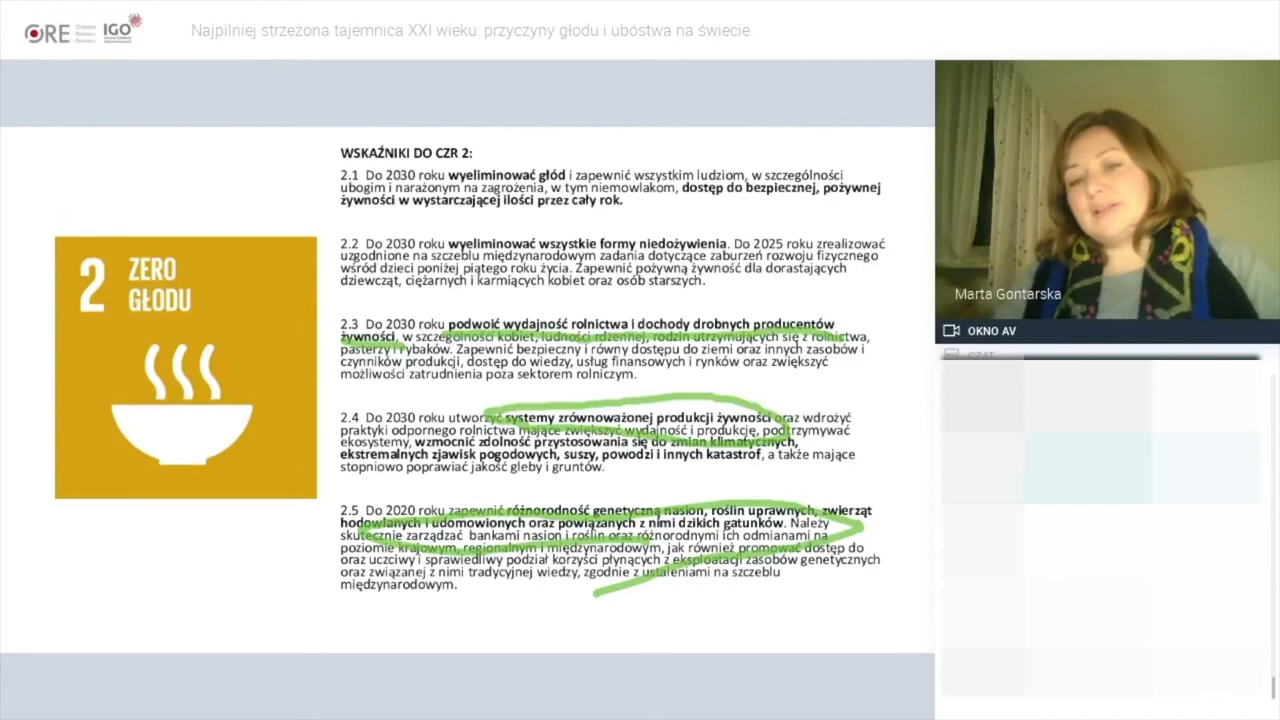 ORE
IGO
Najpilniej strzeżona tajemnica XXI wieku: przyczyny głodu i ubóstwa na świecie.
WSKAŹNIKI DO CZR 2:
2.1 Do 2030 roku wyeliminować głód i zapewnić wszystkim ludziom, w szczególności
ubogim i narażonym na zagrożenia, w tym niemowlakom, dostęp do bezpiecznej, pożywnej
żywności w wystarczającej ilości przez cały rok.
2.2 Do 2030 roku wyeliminować wszystkie formy niedożywienia. Do 2025 roku zrealizować
uzgodnione na szczeblu międzynarodowym zadania dotyczące zaburzeń rozwoju fizycznego
wśród dzieci poniżej piątego roku życia. Zapewnić pożywną żywność dla dorastających
dziewcząt, ciężarnych i karmiących kobiet oraz osób starszych.
2.3 Do 2030 roku podwoić wydajność rolnictwa i dochody drobnych producentów
żywności, w szczególności kobiet, ludności rdzennej, rodzin utrzymujących się z rolnictwa,
pasterzy i rybaków. Zapewnić bezpieczny i równy dostępu do ziemi oraz innych zasobów i
czynników produkcji, dostęp do wiedzy, usług finansowych i rynków oraz zwiększyć
możliwości zatrudnienia poza sektorem rolniczym.
2.4 Do 2030 roku utworzyć systemy zrównoważonej produkcji żywności oraz wdrożyć
praktyki odpornego rolnictwa mające zwiększyć wydajność i produkcję, podtrzymywać
ekosystemy, wzmocnić zdolność przystosowania się do zmian klimatycznych,
ekstremalnych zjawisk pogodowych, suszy, powodzi i innych katastrof, a także mające
stopniowo poprawiać jakość gleby i gruntów.
2.5 Do 2020 roku zapewnić różnorodność genetyczną nasion, roślin uprawnych, zwierząt
hodowlanych i udomowionych oraz powiązanych z nimi dzikich gatunków. Należy
skutecznie zarządzać bankami nasion i roślin oraz różnorodnymi ich odmianami na
poziomie krajowym, regionalnym i międzynarodowym, jak również promować dostęp do
oraz uczciwy i sprawiedliwy podział korzyści płynących z eksploatacji zasobów genetycznych
oraz związanej z nimi tradycyjnej wiedzy, zgodnie z ustaleniami na szczeblu
międzynarodowym.
2 ZERO
GŁODU
Marta Gontarska
OKNO AV
CZAT